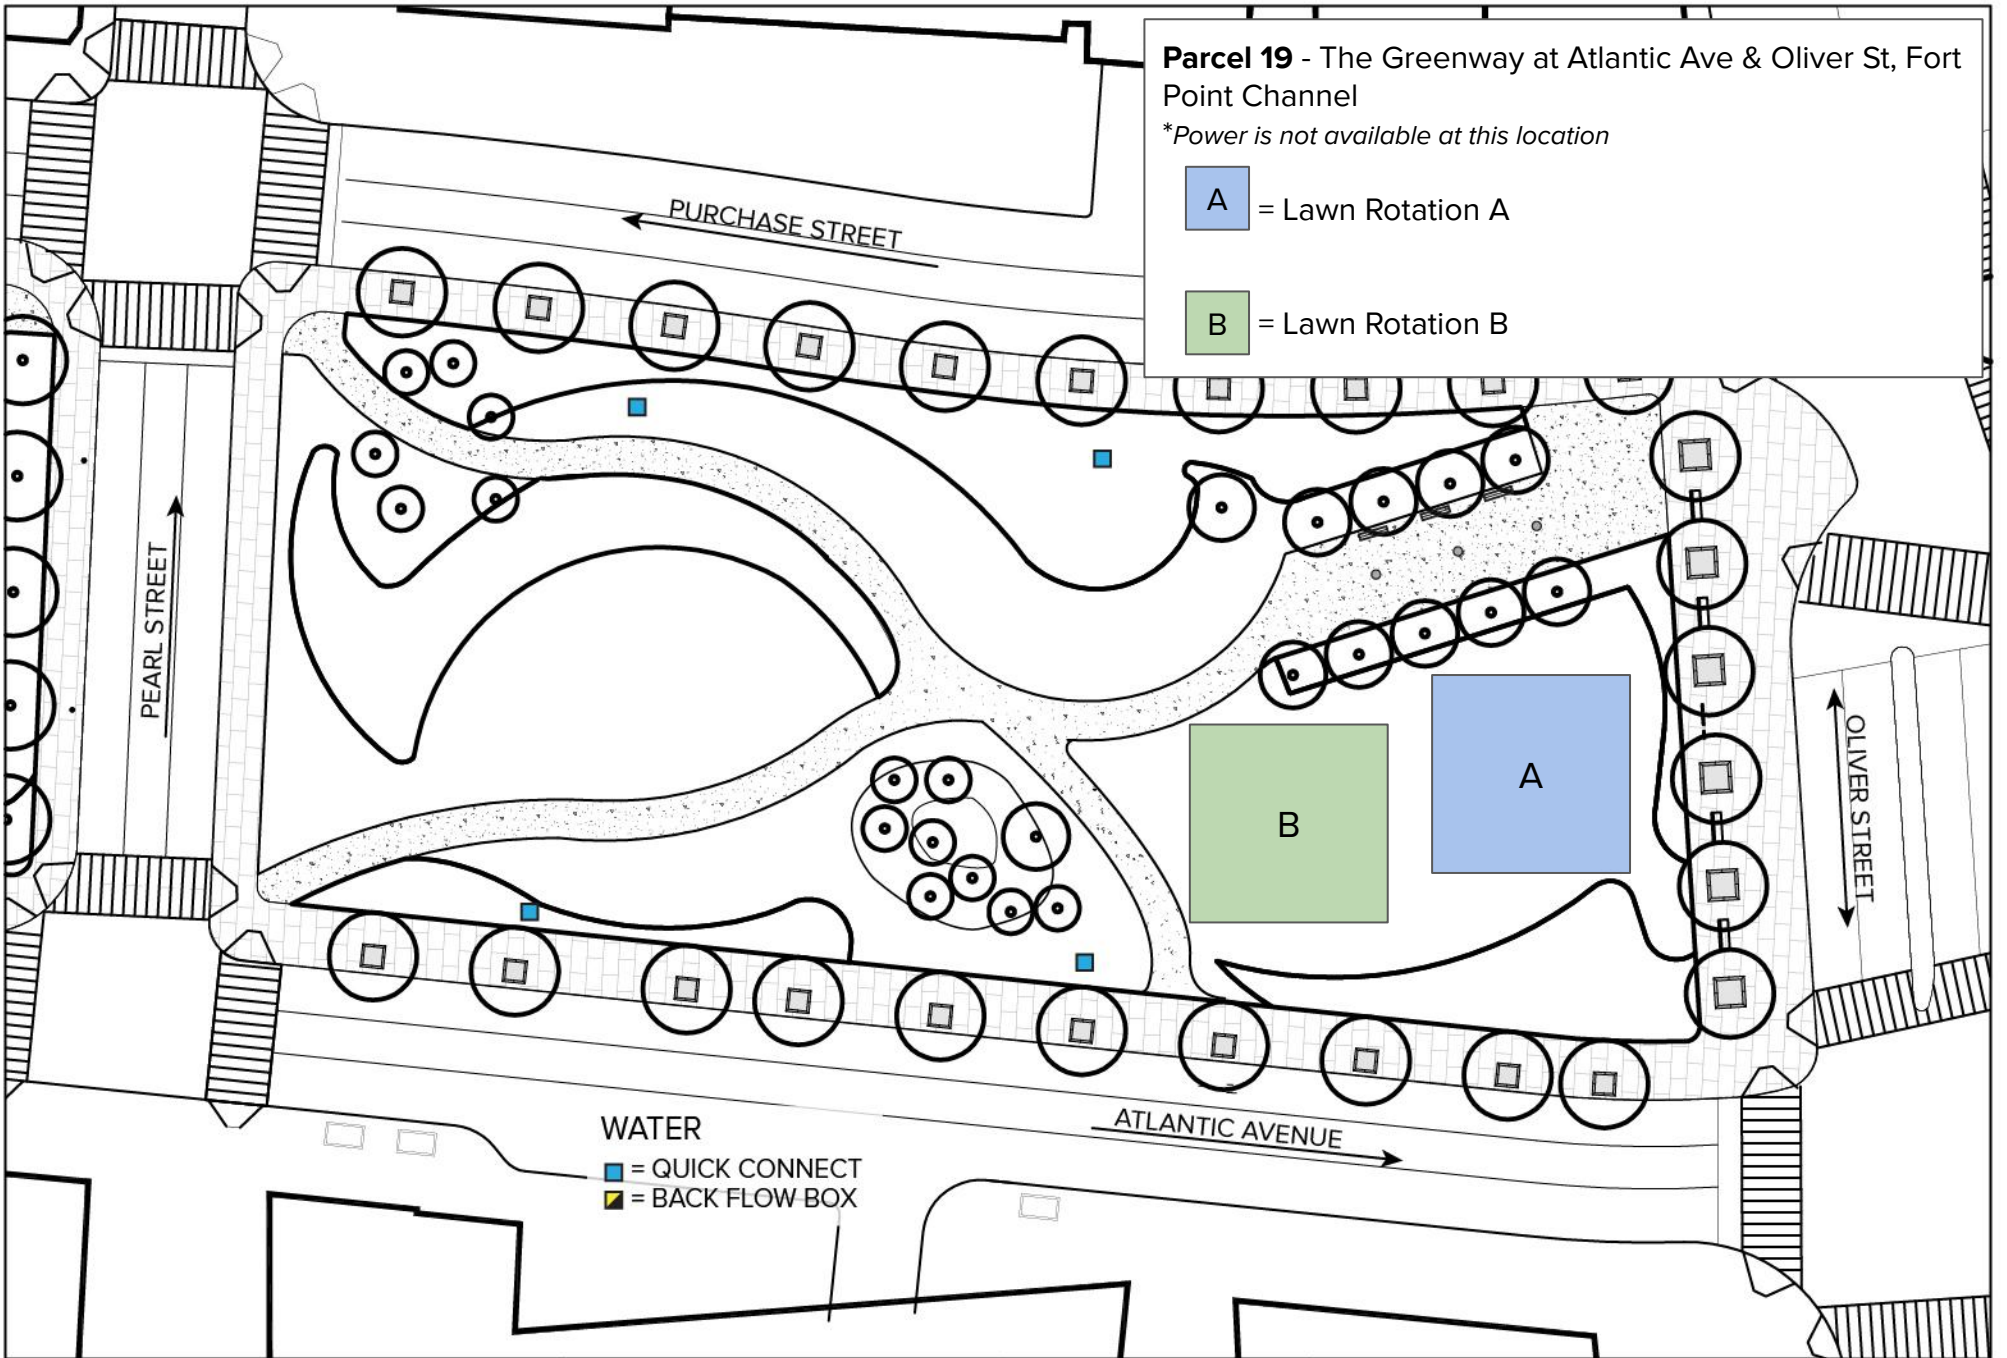 Parcel 19 - The Greenway at Atlantic Ave & Oliver St, Fort
Point Channel
*Power is not available at this location
A = Lawn Rotation A
B = Lawn Rotation B
PURCHASE STREET
PEARL STREET
OLIVER STREET
A
B
ATLANTIC AVENUE
WATER
= QUICK CONNECT
= BACK FLOW BOX